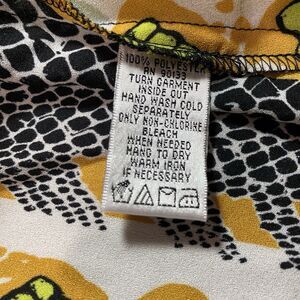 100% POLYESTER
RN 90133
TURN GARMENT
INSIDE OUT
HAND WASH COLD
SEPARATELY
ONLY NON-CHLORINE
BLEACH
WHEN NEEDED
HANG TO DRY
WARM IRON
IF NECESSARY